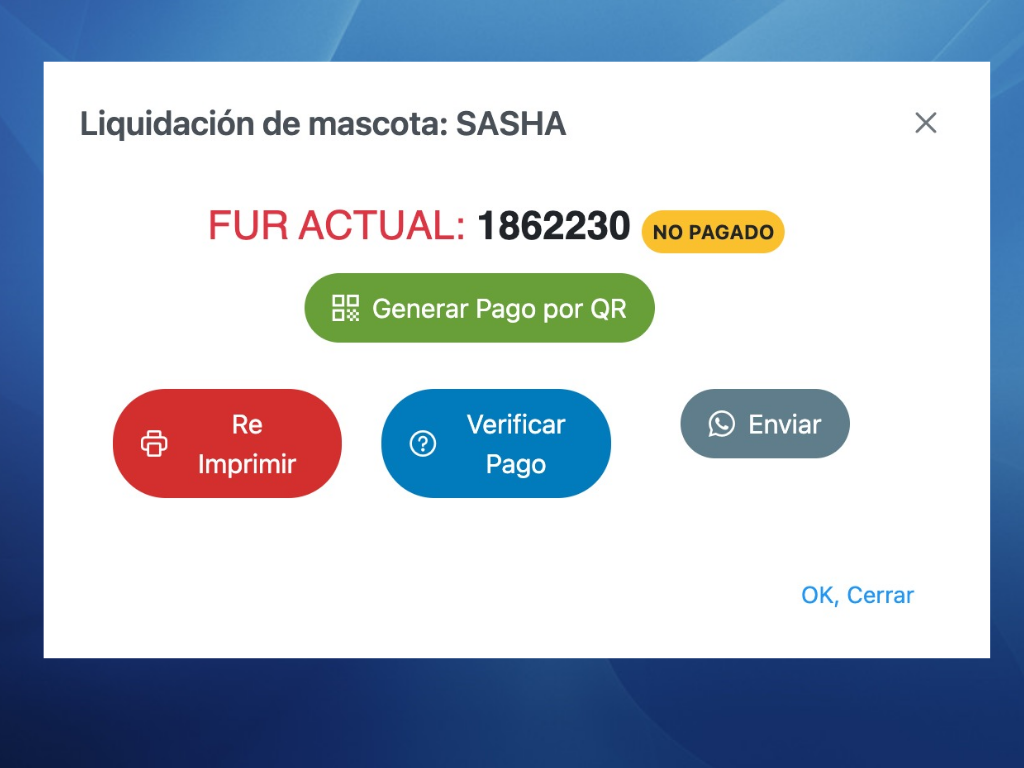 Liquidación de mascota: SASHA
FUR ACTUAL: 1862230 NO PAGADO
Generar Pago por QR
Re
Imprimir
Verificar
Pago
Enviar
OK, Cerrar